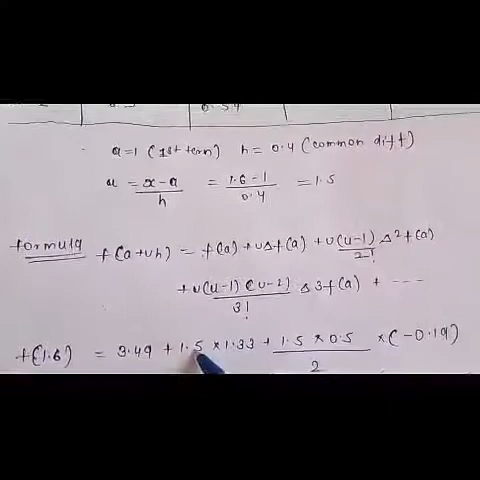 a=1 (1st term) h= 0.4 (common diff)
u = x-a/h = 1.6-1/0.4 = 1.5
formula f(a+uh) = f(a)+uΔf(a)+u(u-1)/2! Δ²f(a)
+u(u-1)(u-2)/3! Δ3f(a) + ----
f(1.6) = 3.49 + 1.5 × 1.33 + 1.5 × 0.5/2 × (-0.19)